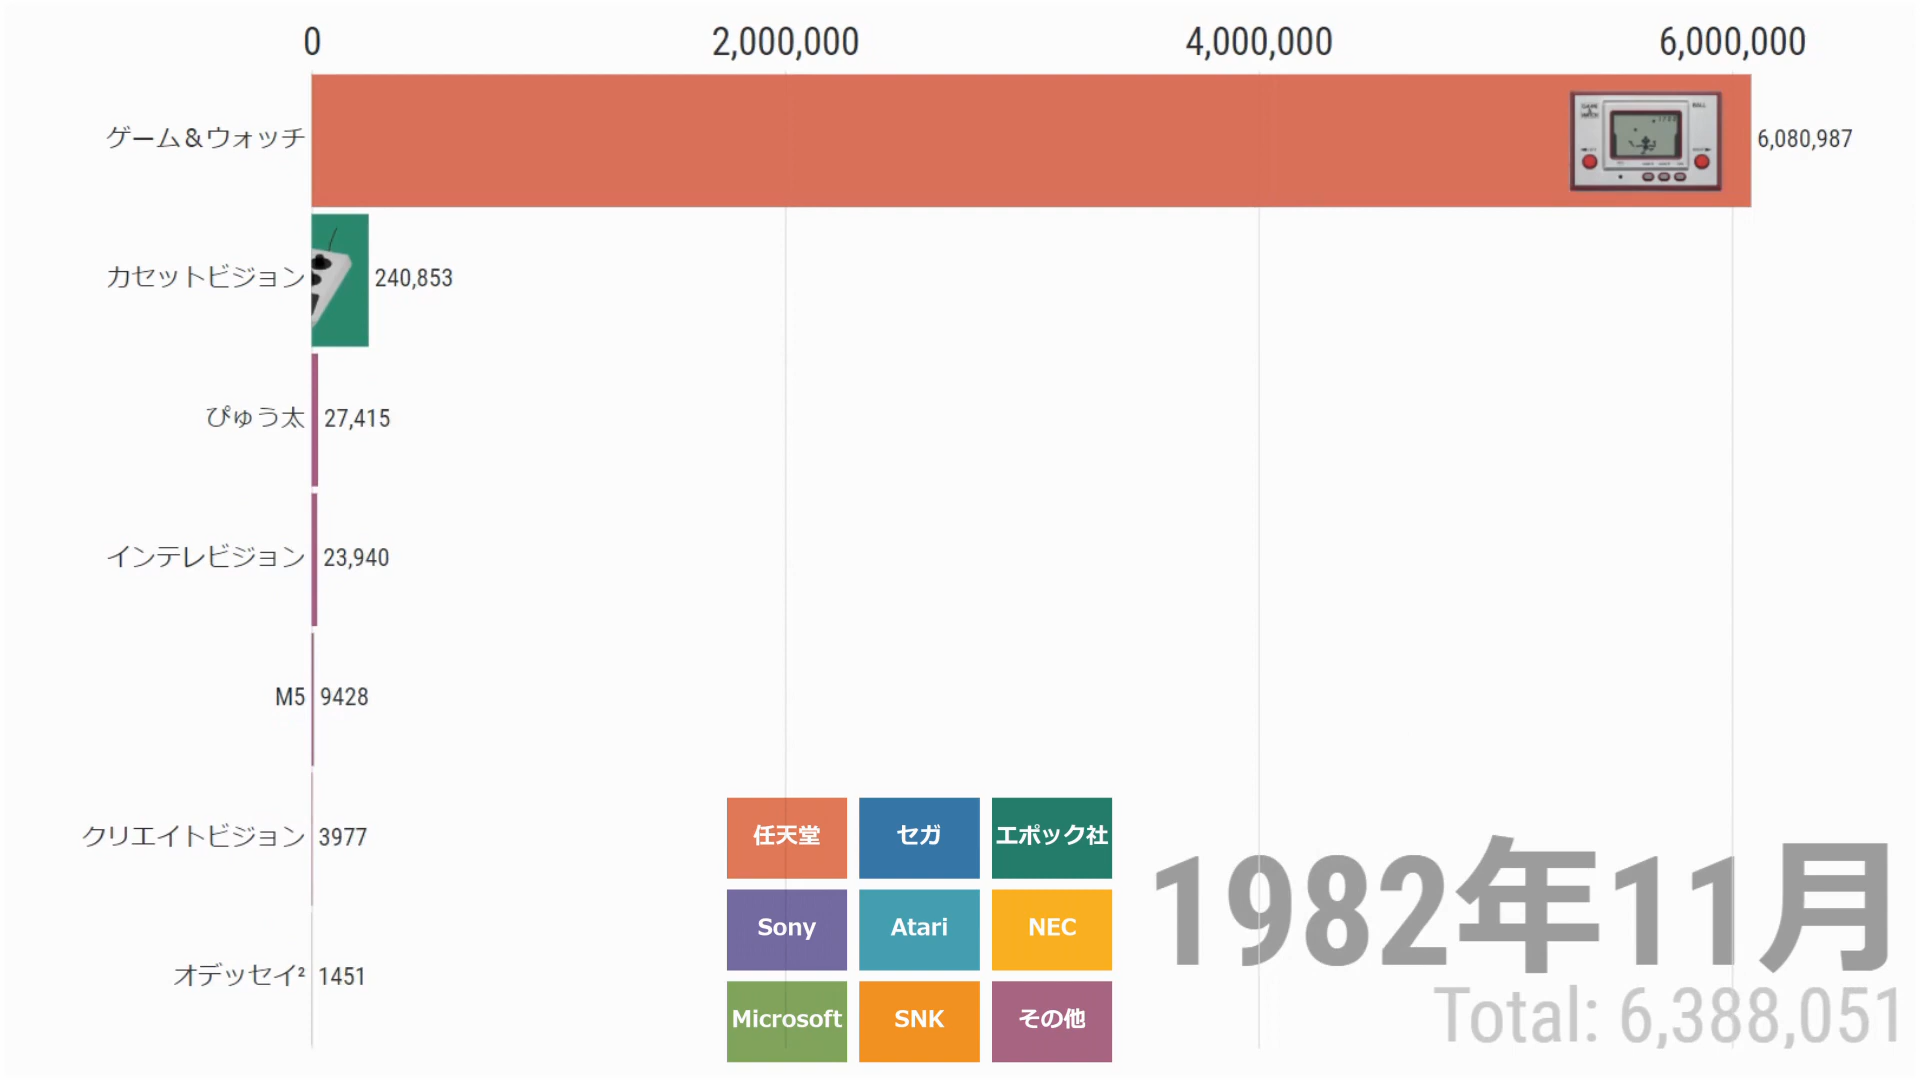 0 2,000,000 4,000,000 6,000,000
ゲーム＆ウォッチ 6,080,987
カセットビジョン 240,853
ぴゅう太 27,415
インテレビジョン 23,940
M5 9428
クリエイトビジョン 3977
オデッセイ² 1451
任天堂 セガ エポック社
Sony Atari NEC
Microsoft SNK その他
1982年11月
Total: 6,388,051